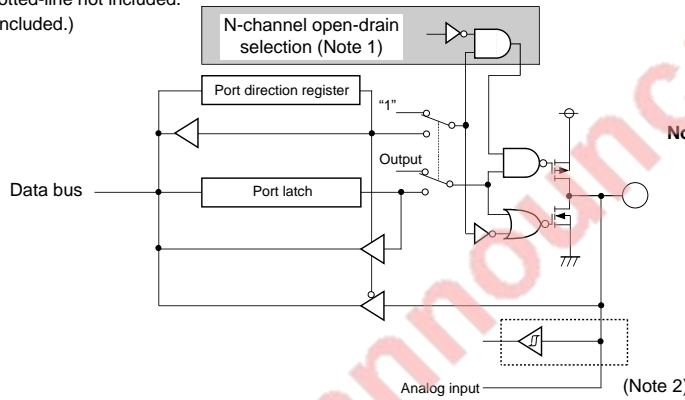 otted-line not included.
ncluded.)
N-channel open-drain
selection (Note 1)
Port direction register
“1”
Output
Data bus
Port latch
Analog input
(Note 2)
No
nnounc